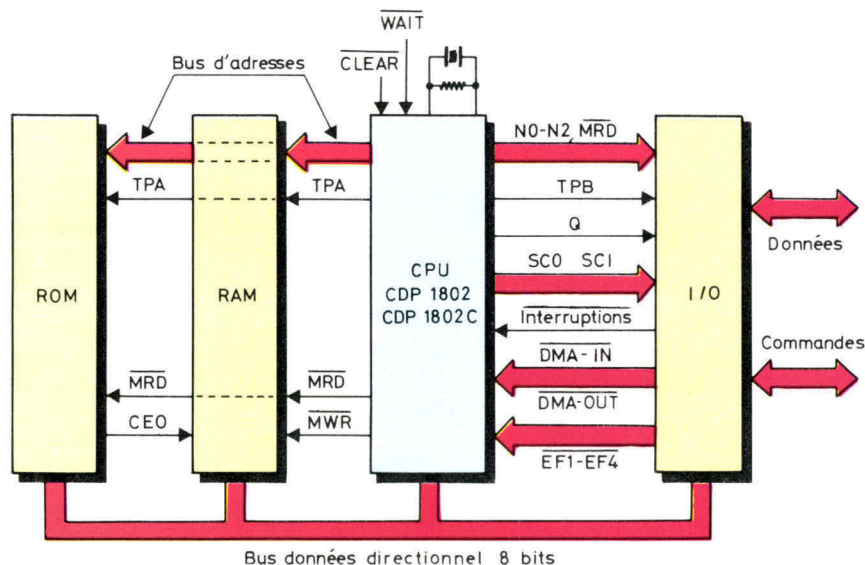 WAIT
Bus d'adresses
CLEAR
N0-N2 MRD
TPA
TPA
TPB
Q
Données
CPU
CDP 1802
CDP 1802C
SC0 SC1
ROM
RAM
I/O
Interruptions
Commandes
MRD
MRD
DMA-IN
CEO
MWR
DMA-OUT
EF1-EF4
Bus données directionnel 8 bits